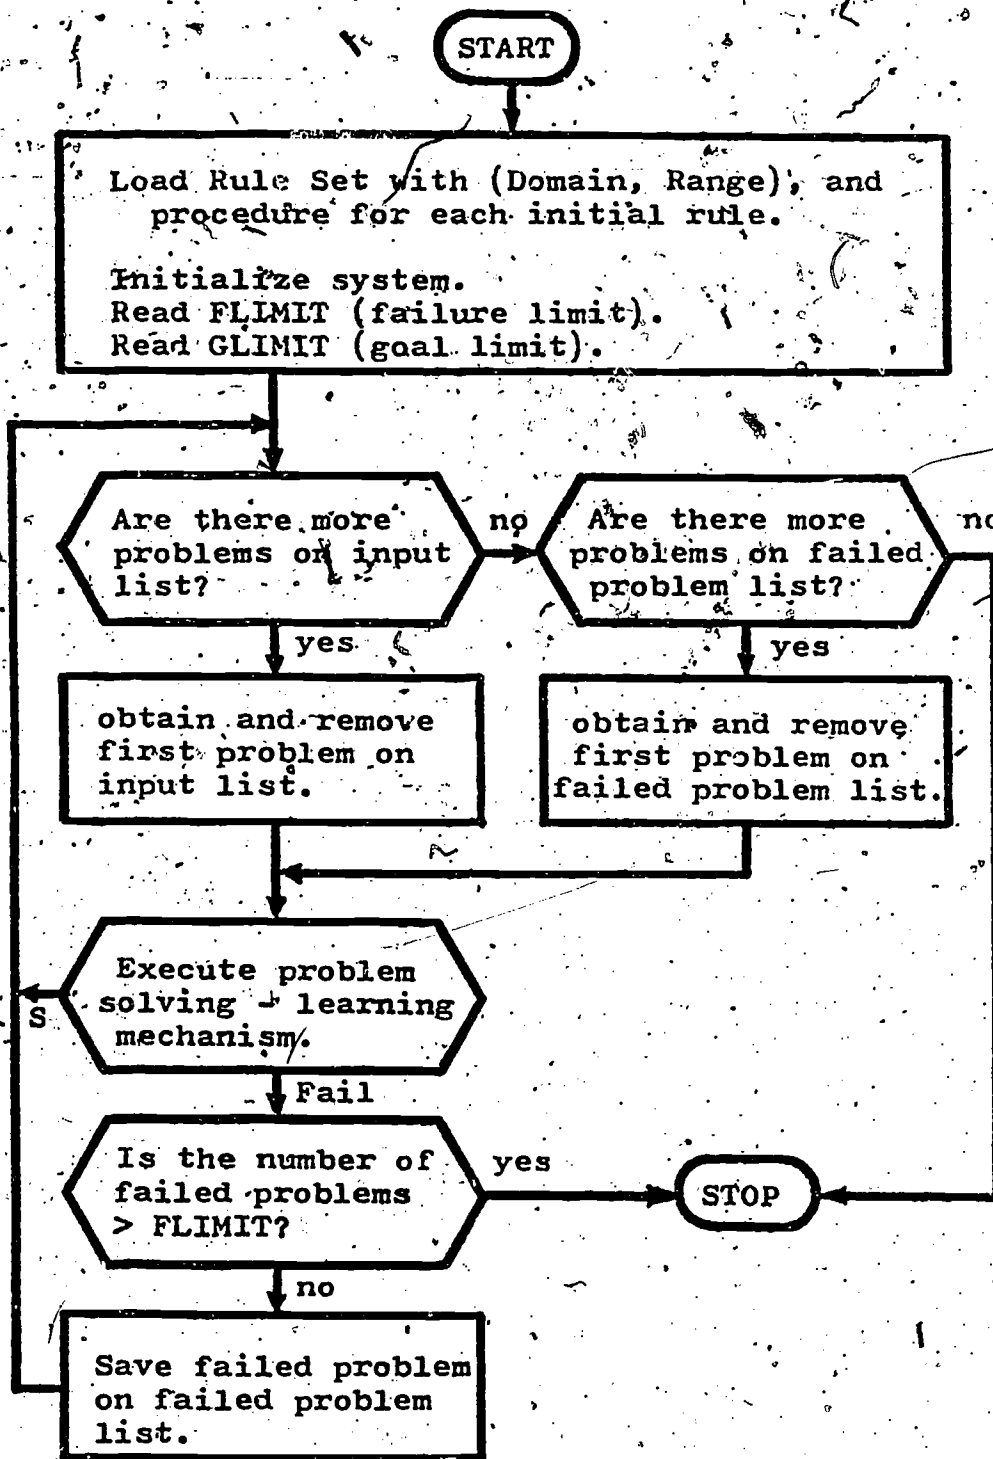 START
Load Rule Set with (Domain, Range), and
procedure for each initial rule.
Initialize system.
Read FLIMIT (failure limit).
Read GLIMIT (goal limit).
Are there more
problems on input
list?
no
Are there more
problems on failed
problem list?
no
yes
yes
obtain and remove
first problem on
input list.
obtain and remove
first problem on
failed problem list.
Execute problem
solving - learning
mechanism.
S
Fail
Is the number of
failed problems
> FLIMIT?
yes
STOP
no
Save failed problem
on failed problem
list.